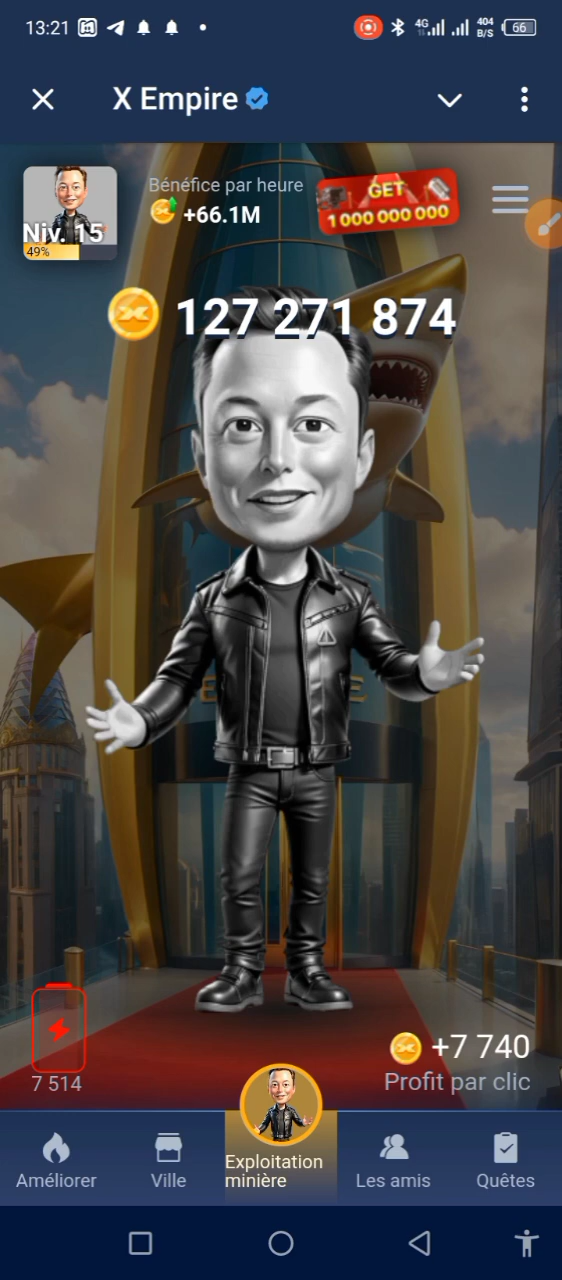 13:21
4G
404
B/S
66
X Empire
Bénéfice par heure
+66.1M
GET
1 000 000 000
Niv. 15
49%
127 271 874
7 514
+7 740
Profit par clic
Améliorer
Ville
Exploitation
minière
Les amis
Quêtes